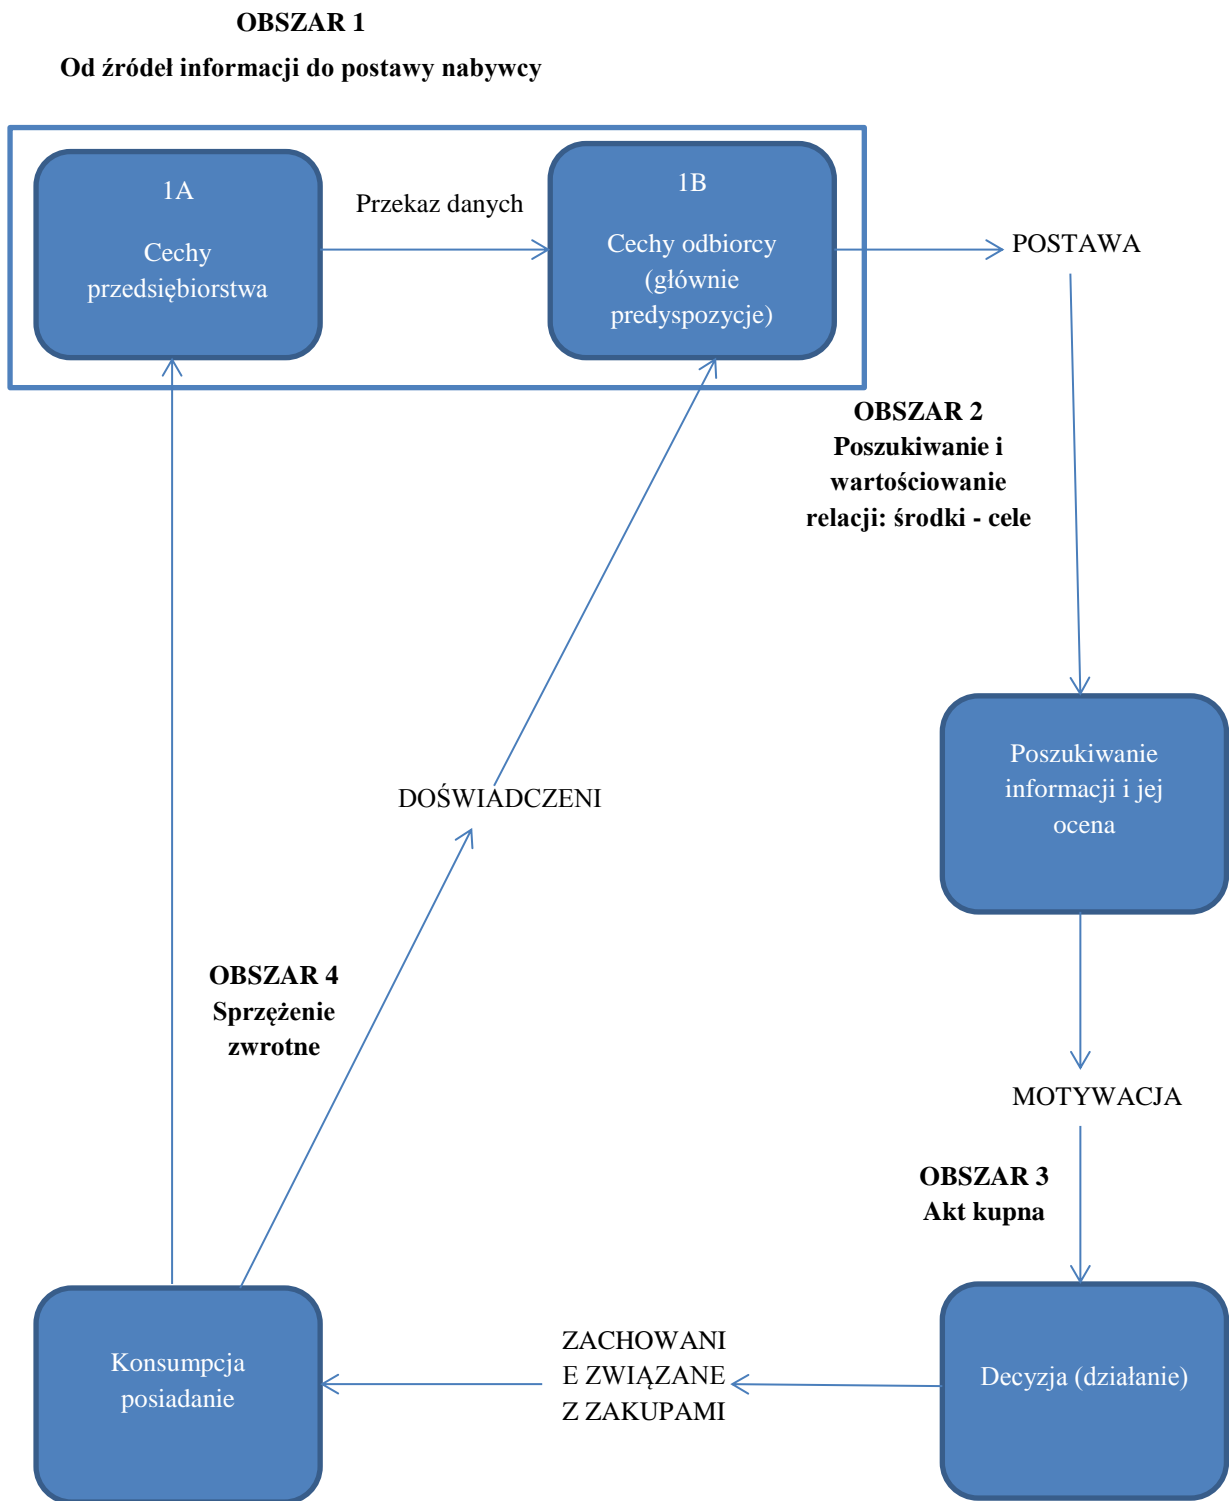 OBSZAR 1
Od źródeł informacji do postawy nabywcy
1A
Cechy
przedsiębiorstwa
Przekaz danych
1B
Cechy odbiorcy
(głównie
predyspozycje)
POSTAWA
OBSZAR 2
Poszukiwanie i
wartościowanie
relacji: środki - cele
Poszukiwanie
informacji i jej
ocena
DOŚWIADCZENI
OBSZAR 4
Sprzężenie
zwrotne
MOTYWACJA
OBSZAR 3
Akt kupna
Konsumpcja
posiadanie
ZACHOWANI
E ZWIĄZANE
Z ZAKUPAMI
Decyzja (działanie)